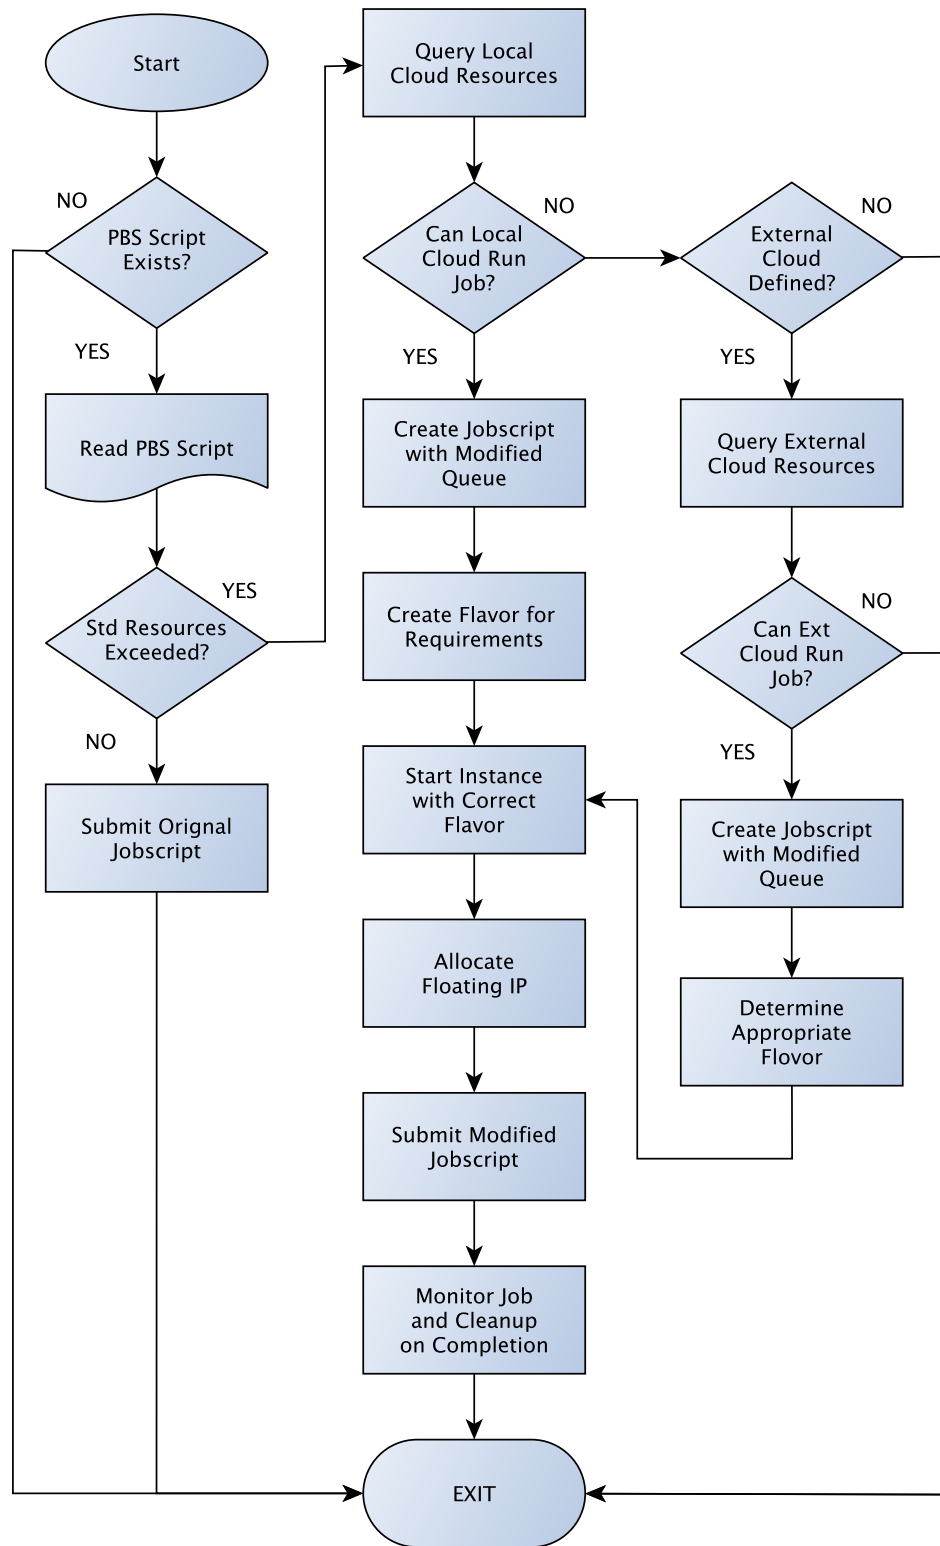 Start
NO
PBS Script
Exists?
YES
Read PBS Script
YES
Std Resources
Exceeded?
NO
Submit Orignal
Jobscript
Query Local
Cloud Resources
NO
Can Local
Cloud Run
Job?
YES
Create Jobscript
with Modified
Queue
Create Flavor for
Requirements
Start Instance
with Correct
Flavor
Allocate
Floating IP
Submit Modified
Jobscript
Monitor Job
and Cleanup
on Completion
EXIT
NO
External
Cloud
Defined?
YES
Query External
Cloud Resources
NO
Can Ext
Cloud Run
Job?
YES
Create Jobscript
with Modified
Queue
Determine
Appropriate
Flovor